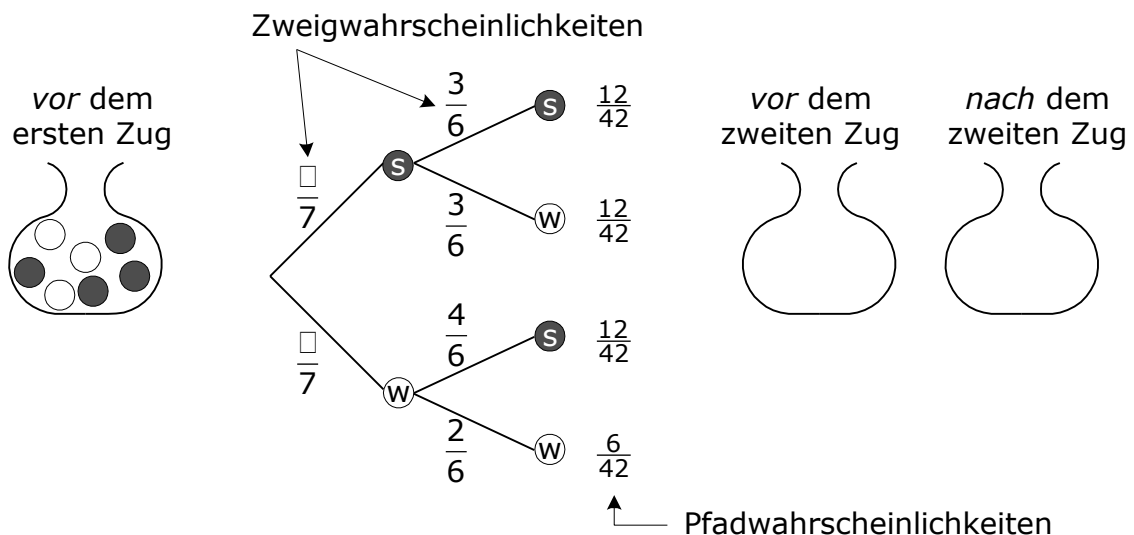 Zweigwahrscheinlichkeiten
vor dem
ersten Zug
□/7
□/7
3/6
3/6
4/6
2/6
s
w
s
w
s
w
12/42
12/42
12/42
6/42
vor dem
zweiten Zug
nach dem
zweiten Zug
Pfadwahrscheinlichkeiten